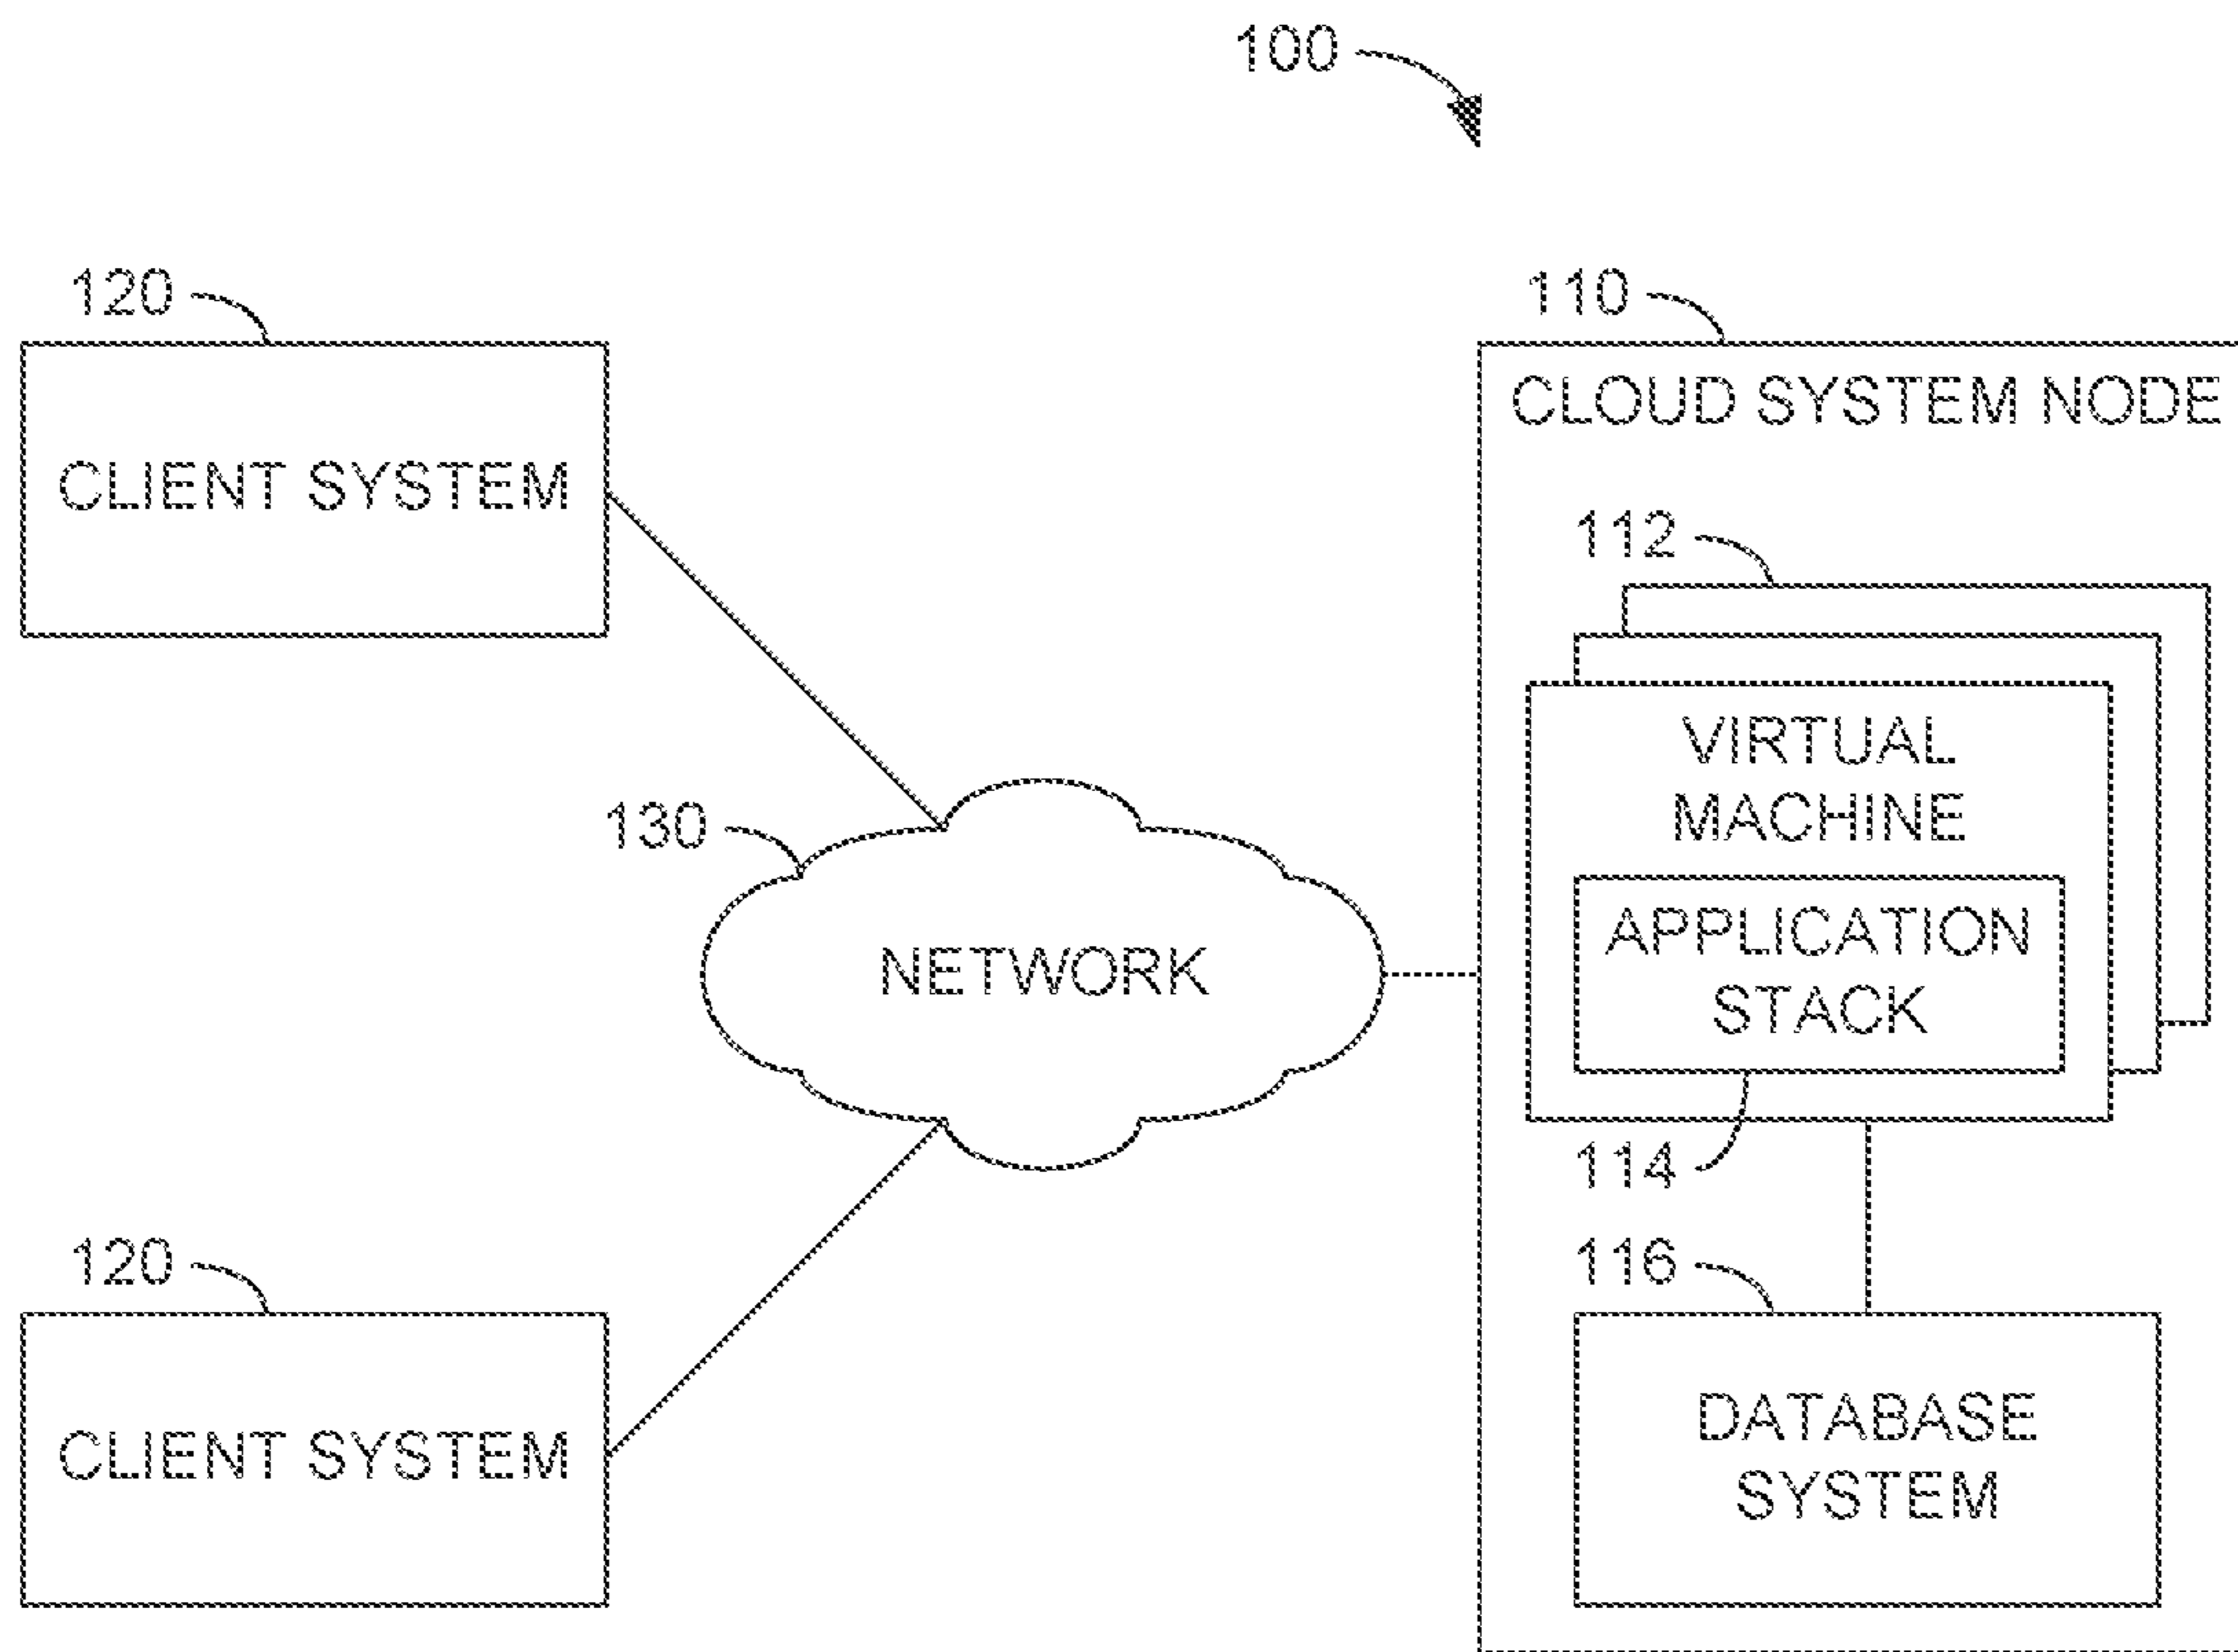 100
120
110
CLIENT SYSTEM
CLOUD SYSTEM NODE
112
VIRTUAL
MACHINE
130
NETWORK
APPLICATION
STACK
114
120
116
CLIENT SYSTEM
DATABASE
SYSTEM